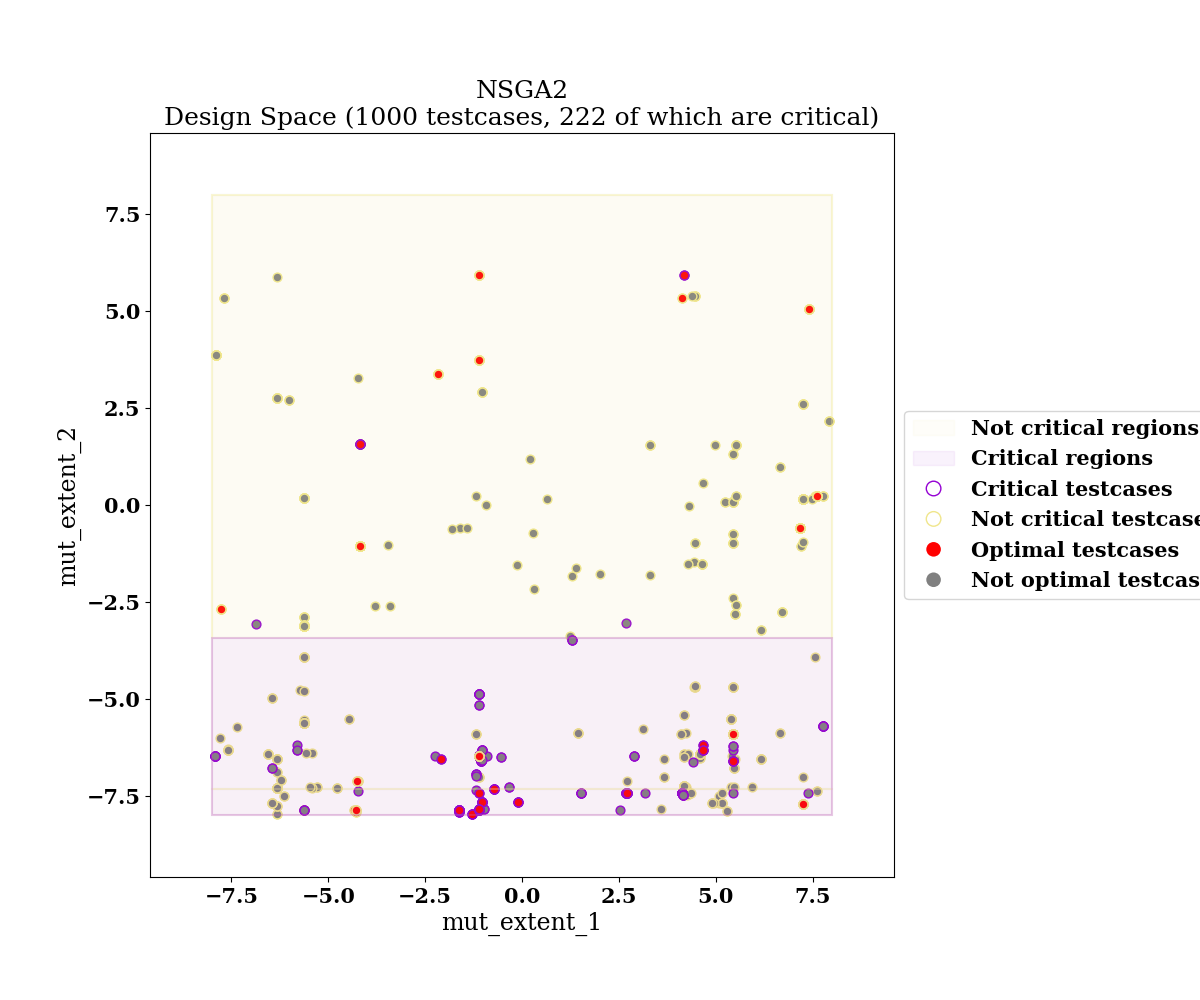 NSGA2
Design Space (1000 testcases, 222 of which are critical)
mut_extent_2
7.5
5.0
2.5
0.0
−2.5
−5.0
−7.5
−7.5
−5.0
−2.5
0.0
2.5
5.0
7.5
mut_extent_1
Not critical regions
Critical regions
Critical testcases
Not critical testcase
Optimal testcases
Not optimal testcas